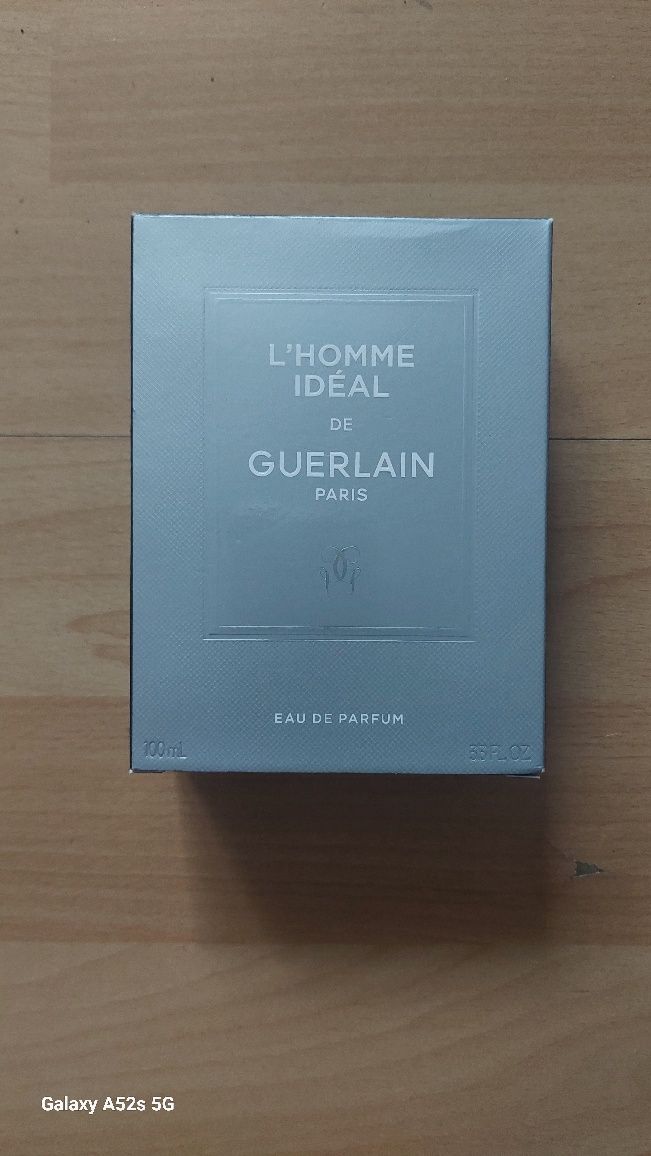 L'HOMME
IDÉAL
DE
GUERLAIN
PARIS
EAU DE PARFUM
100 mL
3.3 FL. OZ
Galaxy A52s 5G